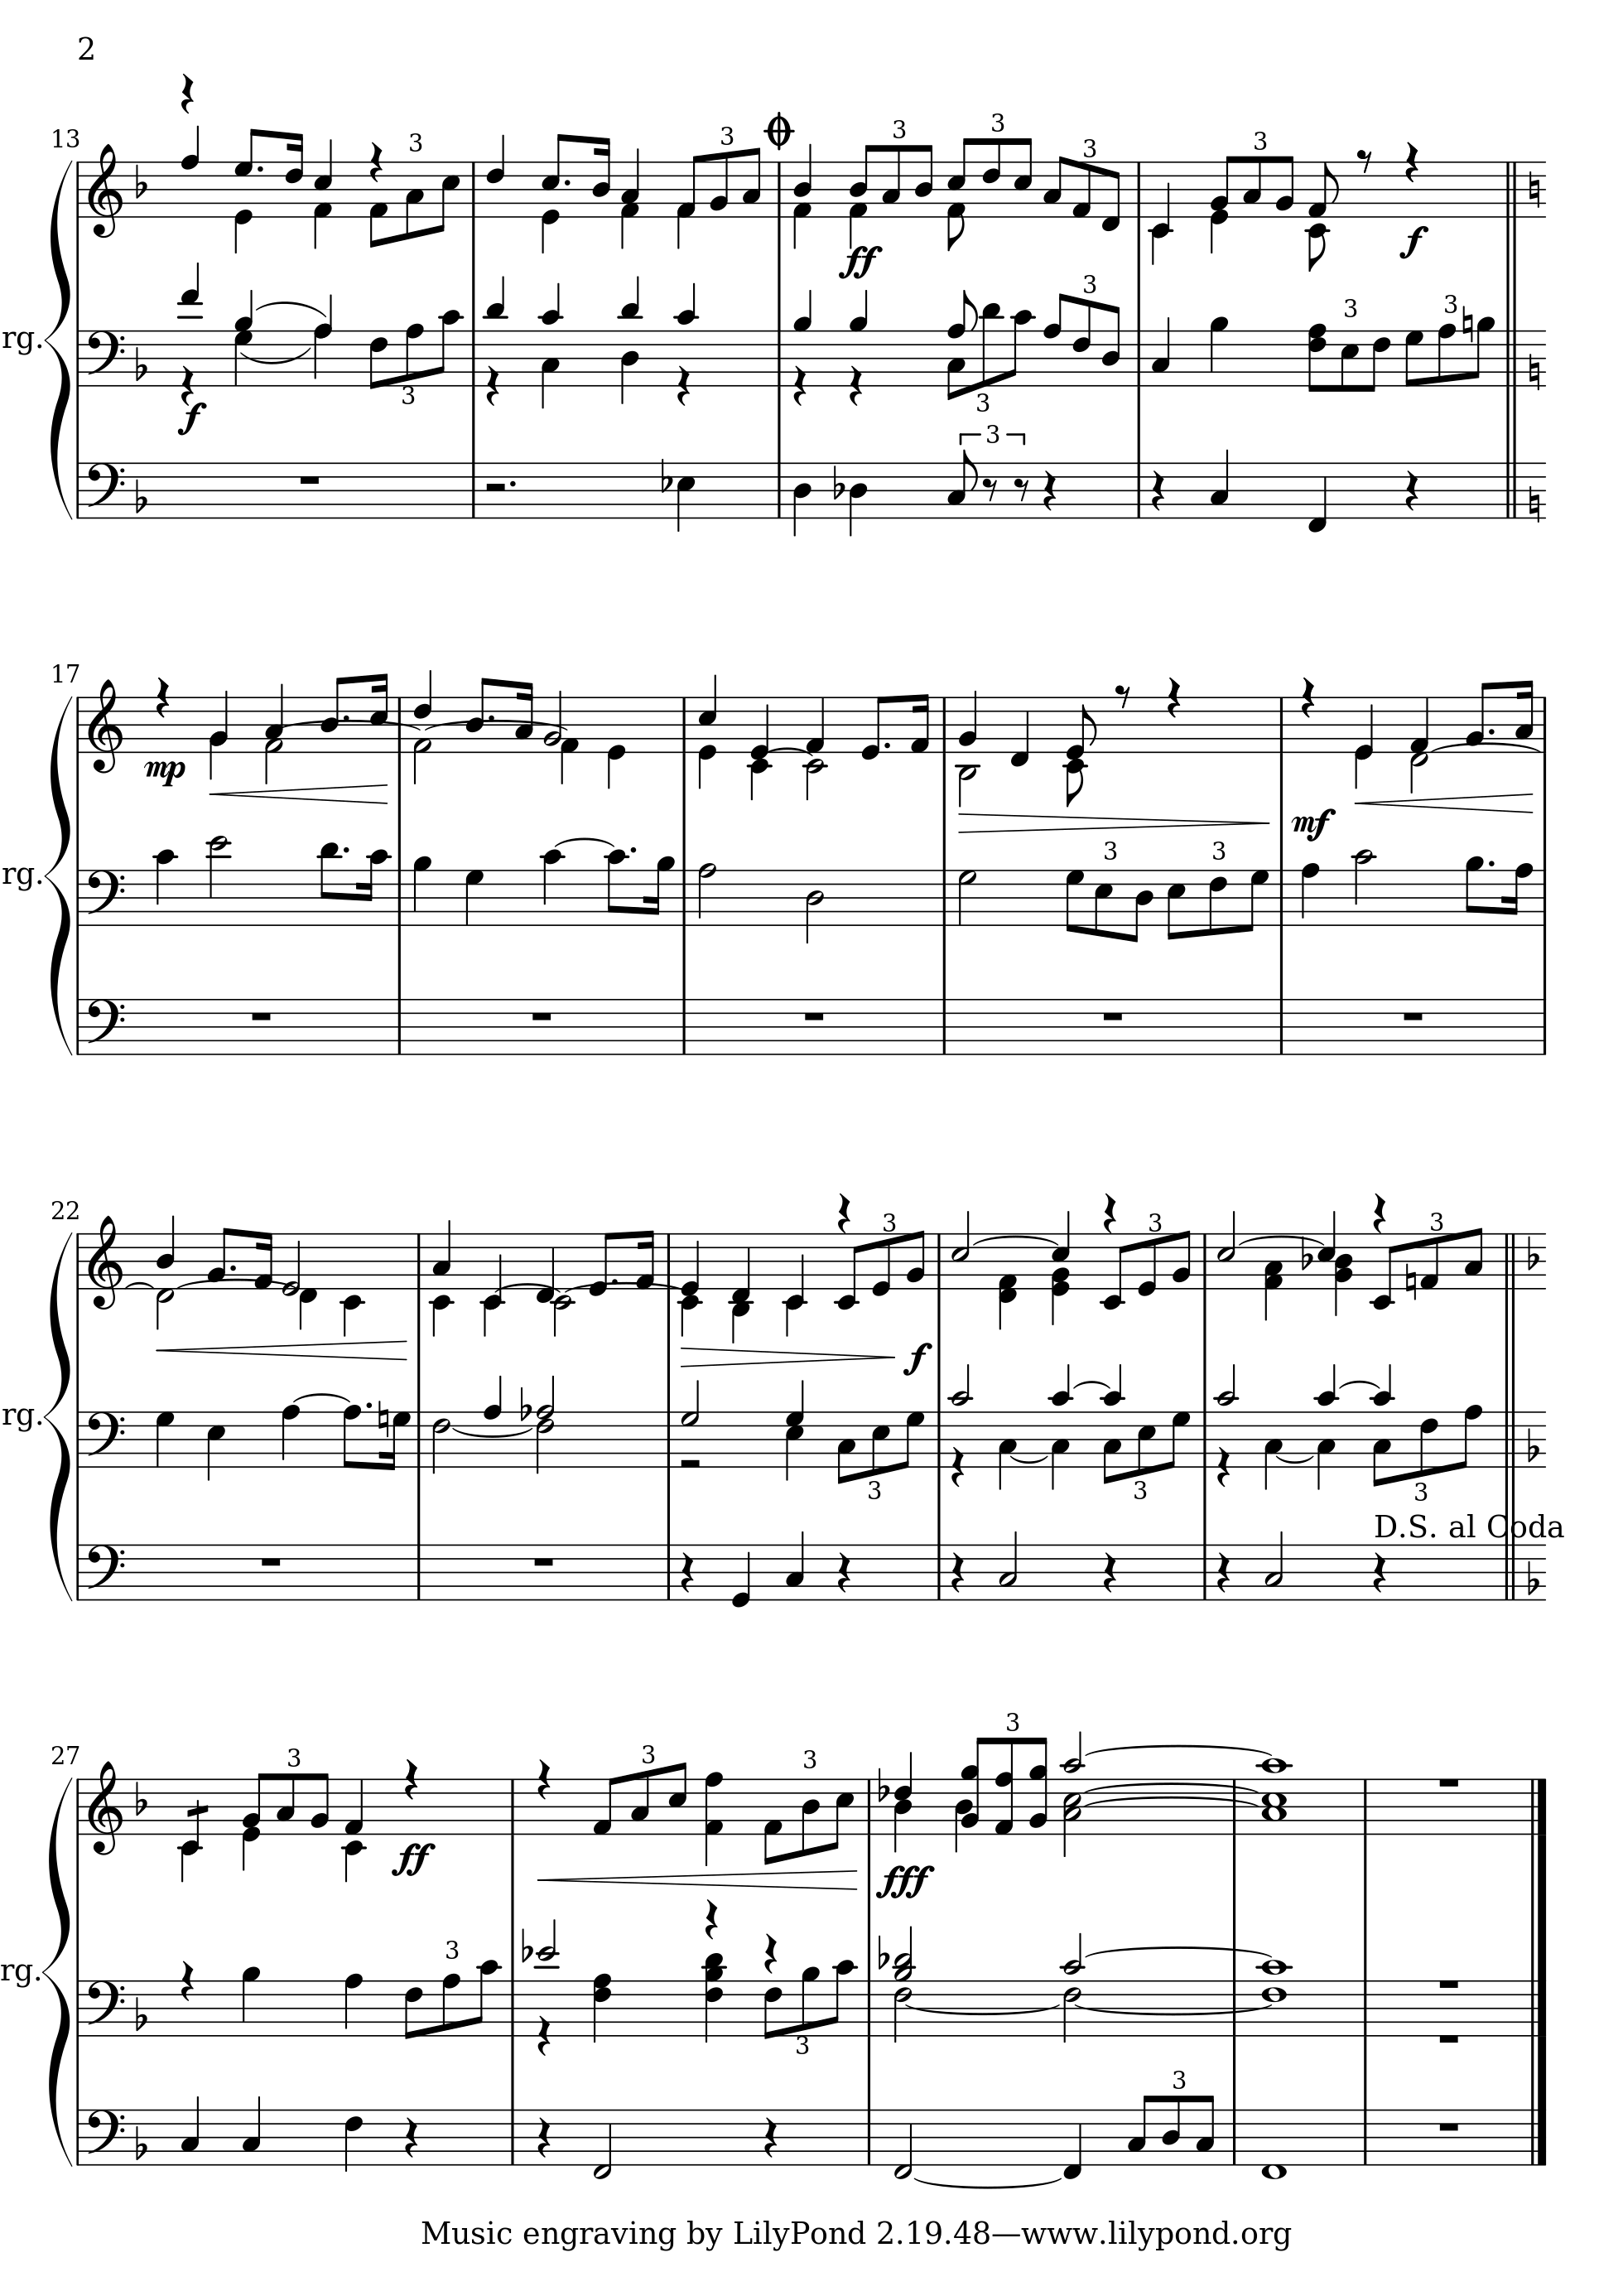 2
13
3 3 3 3 3 3
ff f
rg. 3 3 3
f 3 3
3
17
mp
mf
rg. 3 3
22
3 3 3
f
rg.
3 3 3
D.S. al Coda
27
3 3 3 3
ff fff
rg. 3
3
3
Music engraving by LilyPond 2.19.48—www.lilypond.org